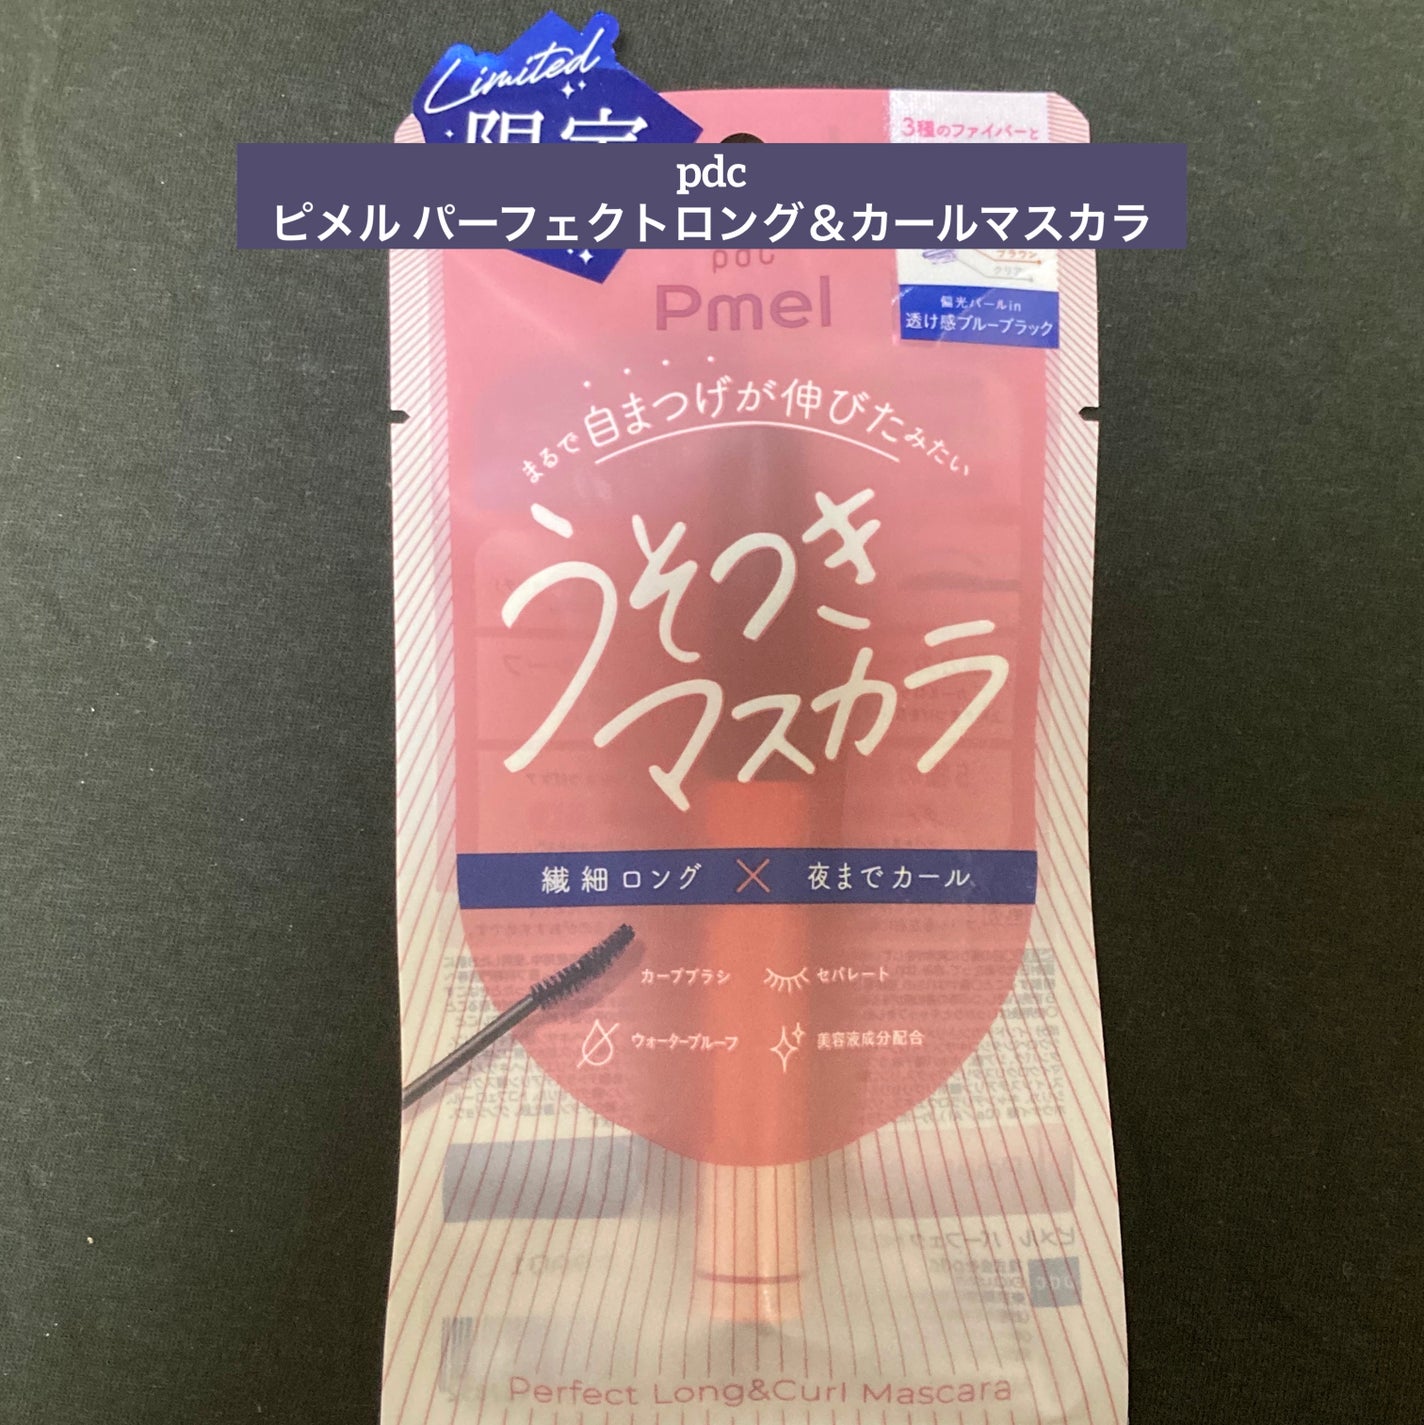 Limited
限定
3種のファイバーと
pdc
ピメル パーフェクトロング＆カールマスカラ
pdc
Pmel
ブラウン
クリア
偏光パールin
透け感ブルーブラック
まるで自まつげが伸びたみたい
うそつき
マスカラ
繊細ロング × 夜までカール
カーブブラシ
セパレート
ウォータープルーフ
美容液成分配合
Perfect Long&Curl Mascara